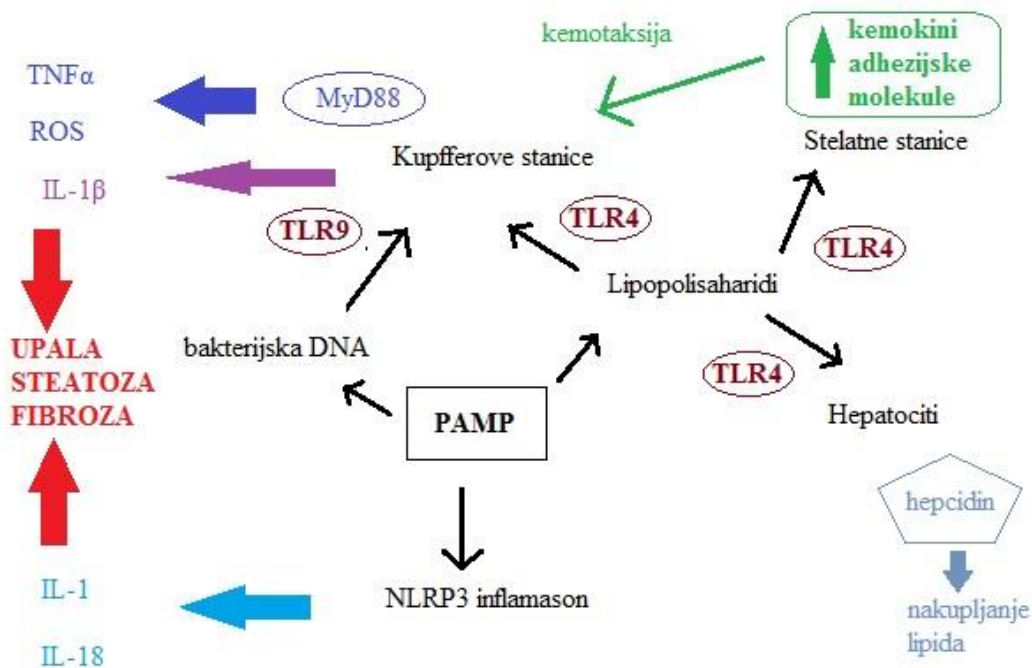 kemotaksija
kemokini
adhezijske
molekule
TNFα
MyD88
ROS
Kupfferove stanice
Stelatne stanice
IL-1β
TLR9
TLR4
TLR4
Lipopolisaharidi
UPALA
STEATOZA
FIBROZA
bakterijska DNA
TLR4
PAMP
Hepatociti
hepcidin
IL-1
IL-18
NLRP3 inflamason
nakupljanje
lipida